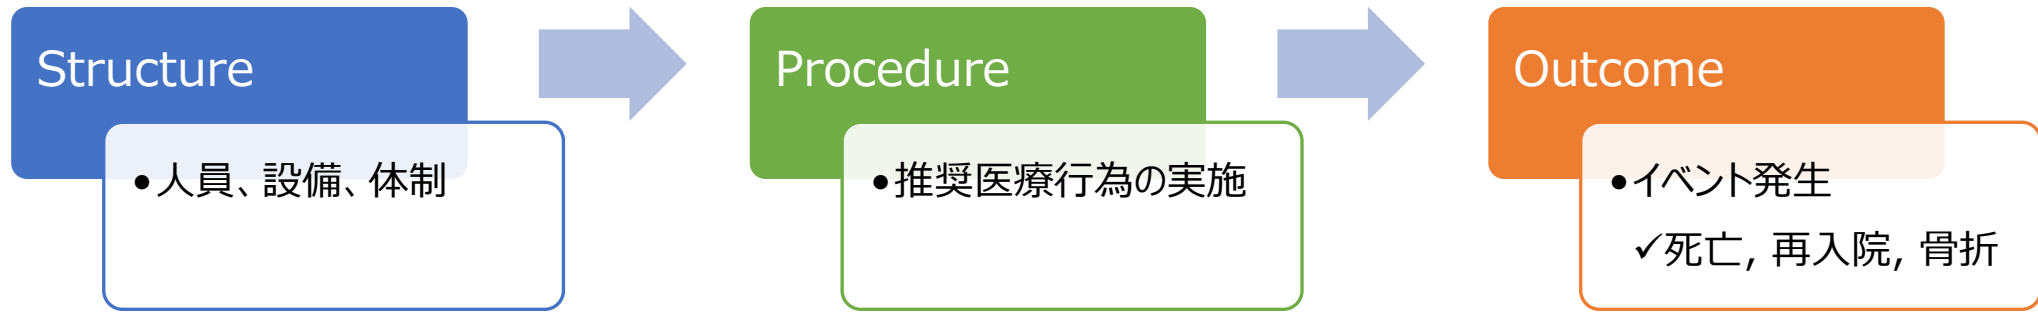 Structure
•人員、設備、体制
Procedure
•推奨医療行為の実施
Outcome
•イベント発生
✓死亡, 再入院, 骨折